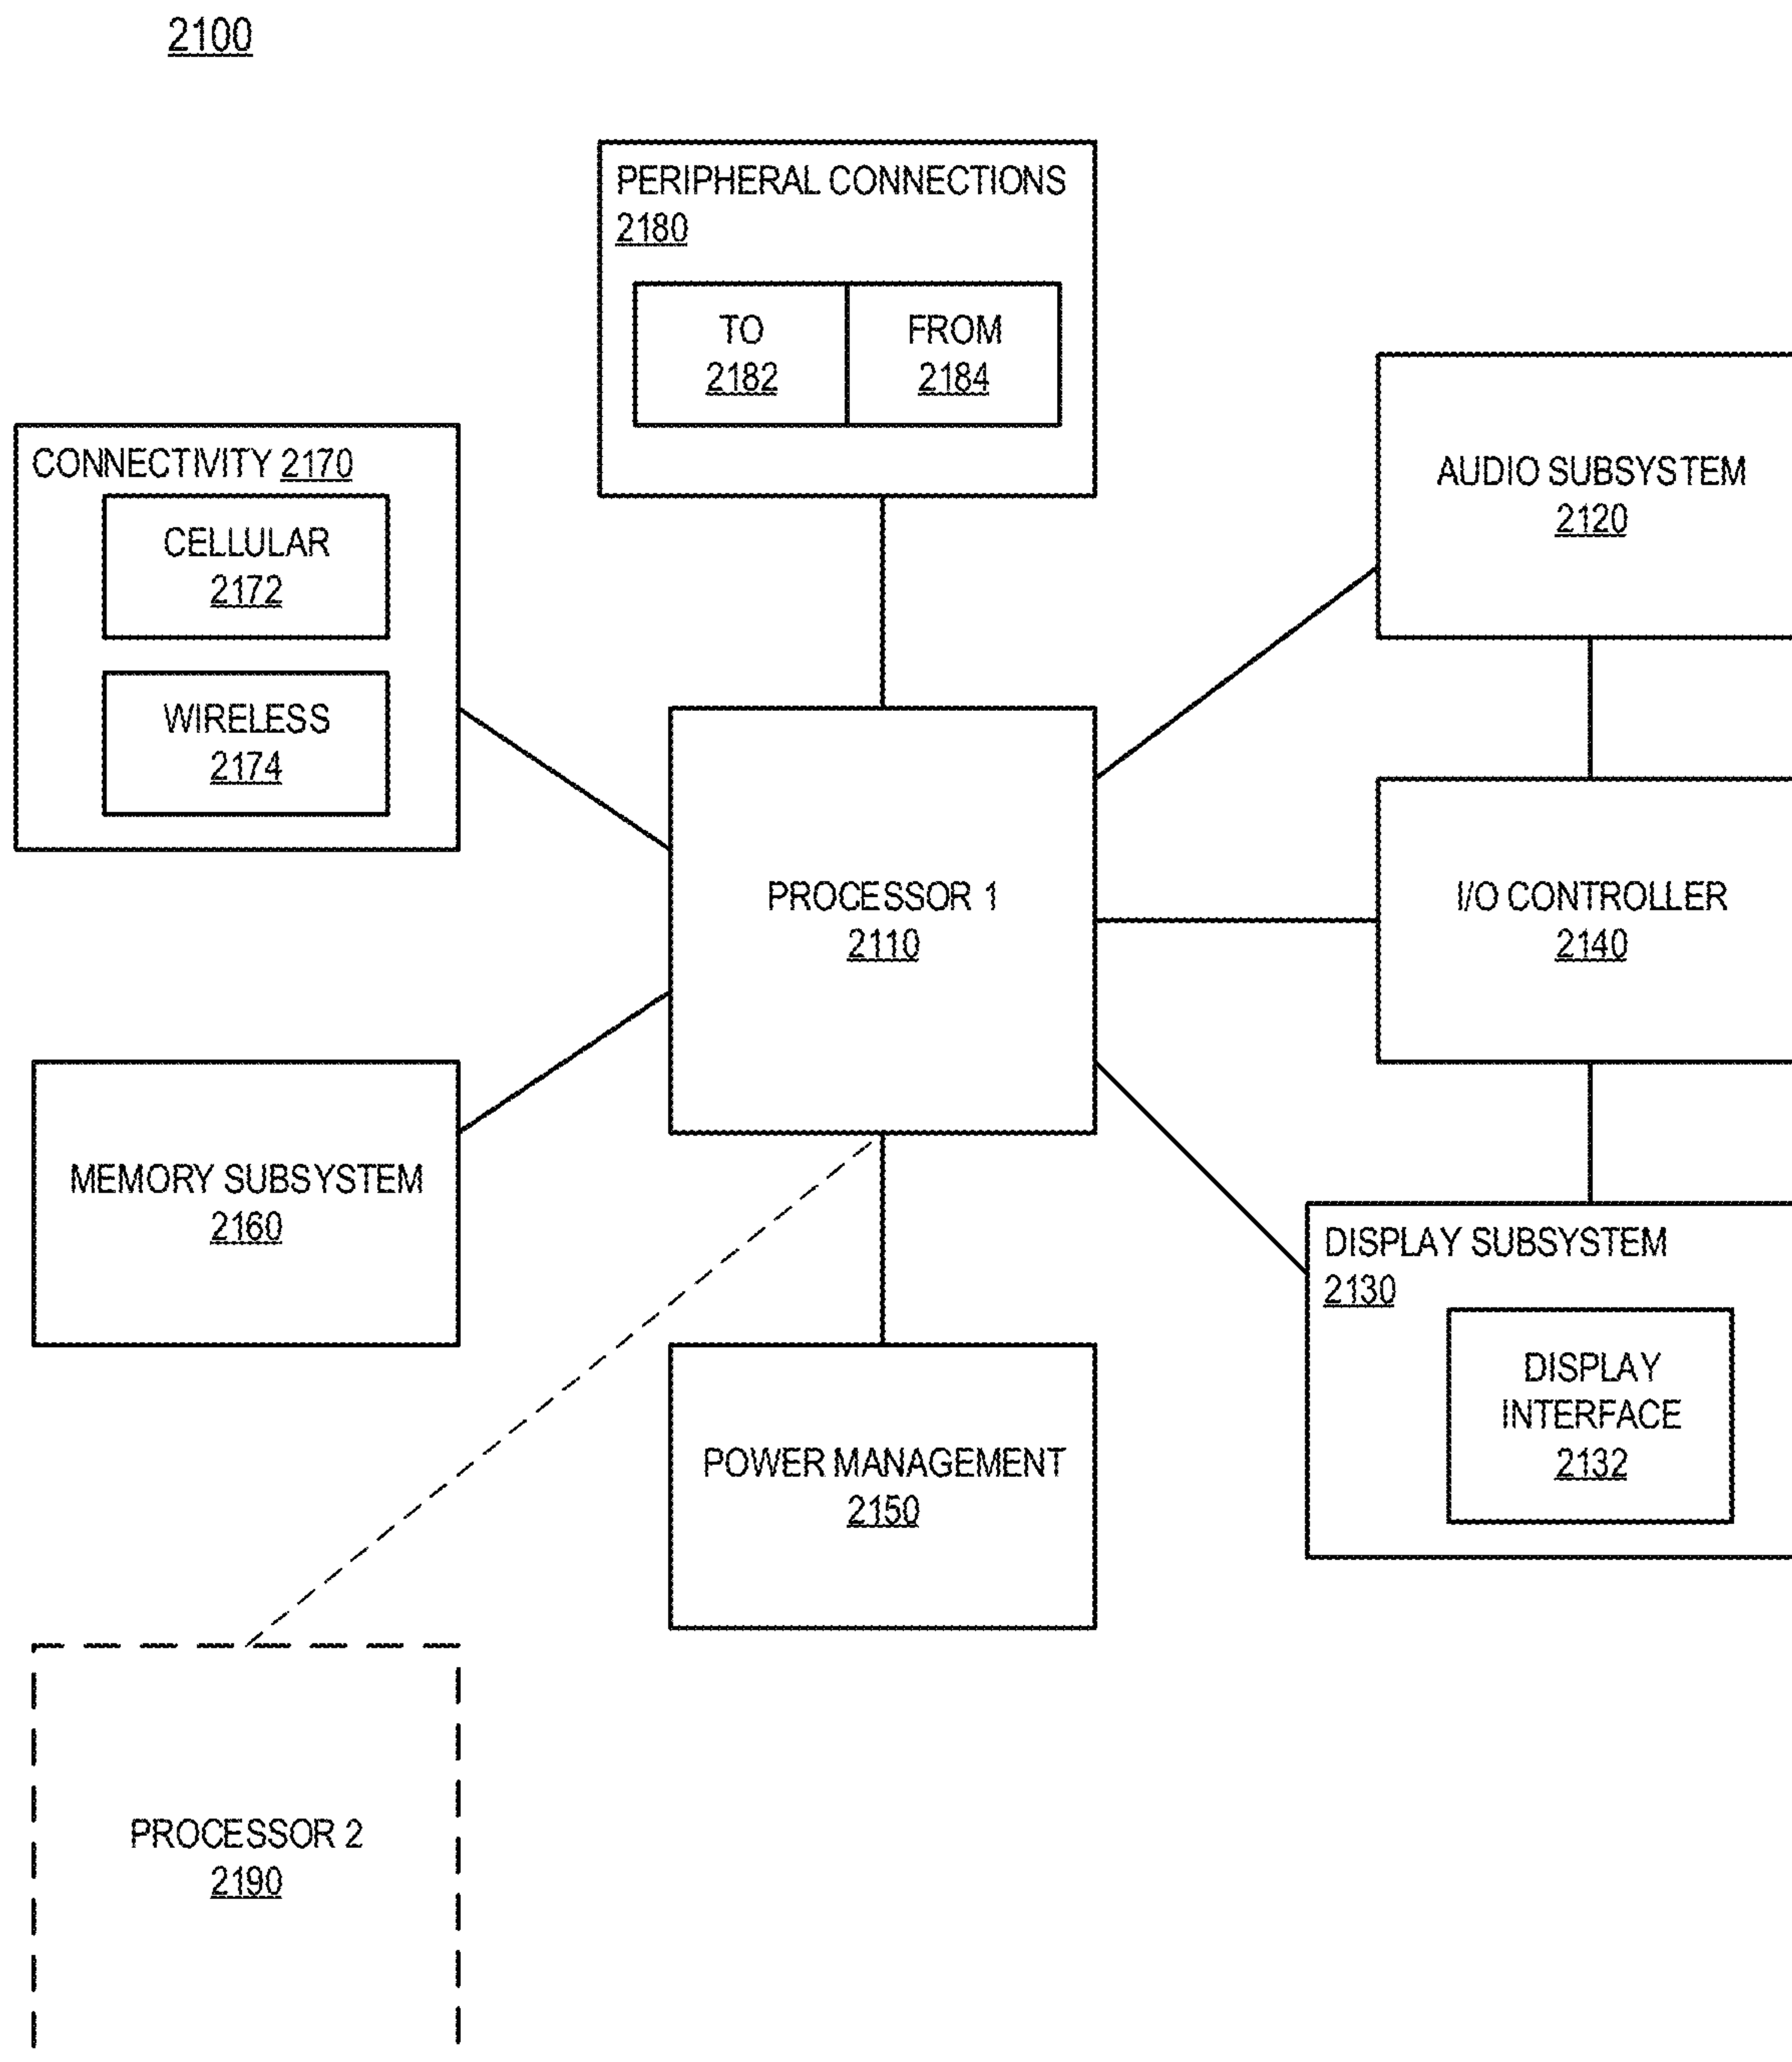 2100
PERIPHERAL CONNECTIONS
2180
TO
2182
FROM
2184
CONNECTIVITY 2170
CELLULAR
2172
WIRELESS
2174
AUDIO SUBSYSTEM
2120
PROCESSOR 1
2110
I/O CONTROLLER
2140
MEMORY SUBSYSTEM
2160
DISPLAY SUBSYSTEM
2130
DISPLAY
INTERFACE
2132
POWER MANAGEMENT
2150
PROCESSOR 2
2190